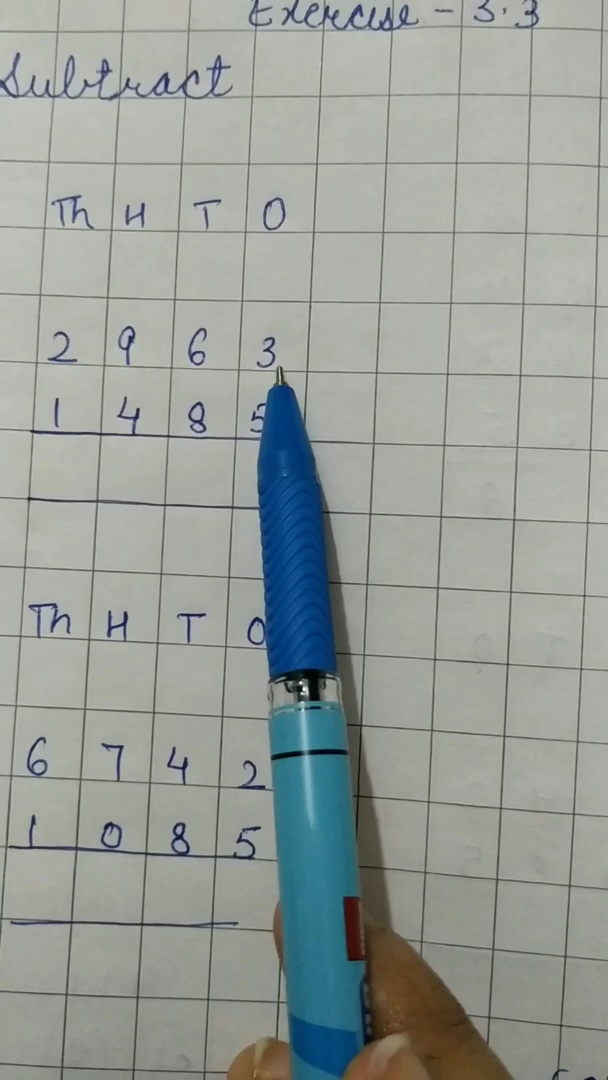 Exercise - 3.3
Subtract
Th H T O
2 9 6 3
1 4 8 5
Th H T O
6 7 4 2
1 0 8 5